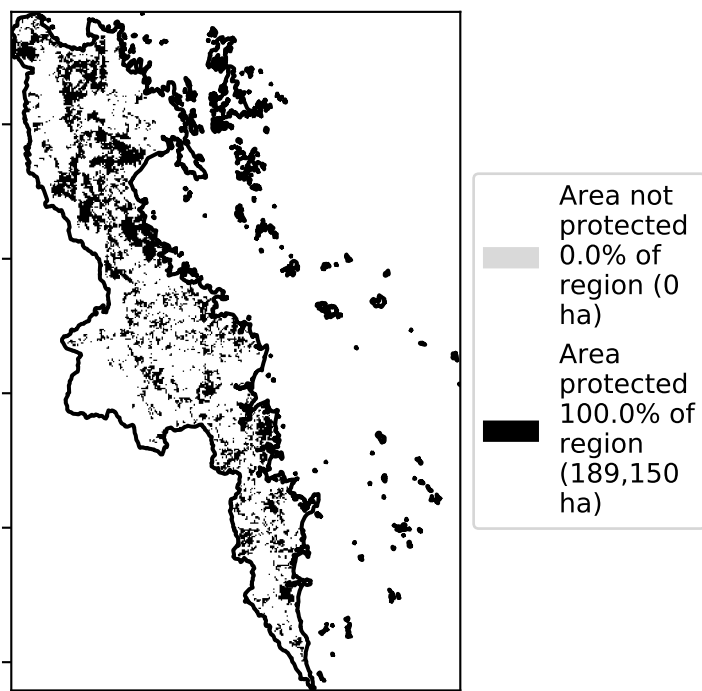 Area not
protected
0.0% of
region (0
ha)
Area
protected
100.0% of
region
(189,150
ha)